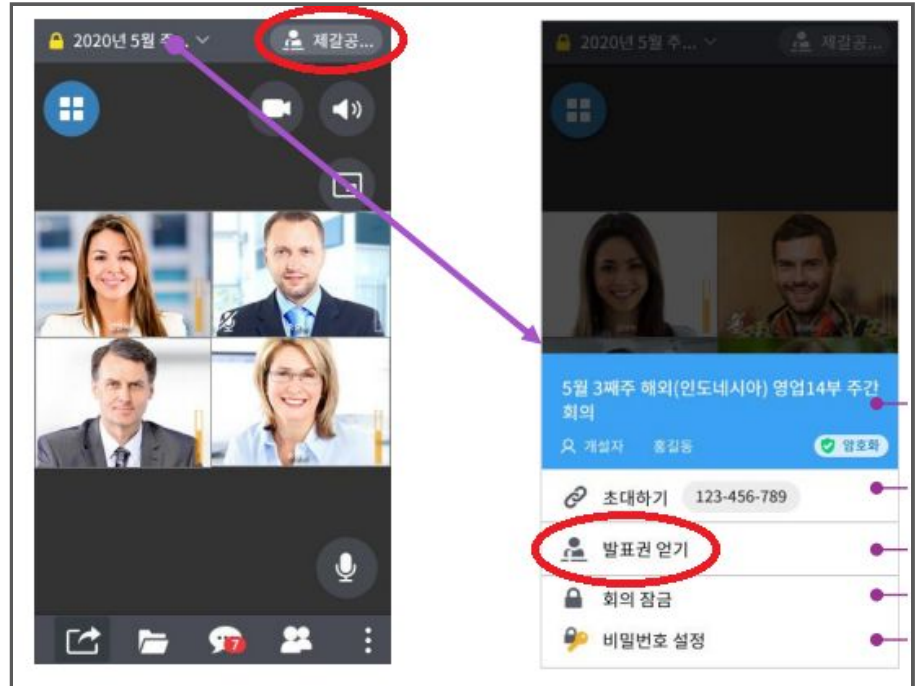 2020년 5월 주...
제갈공...
7
2020년 5월 주...
제갈공...
5월 3째주 해외(인도네시아) 영업14부 주간
회의
개설자 홍길동 암호화
초대하기 123-456-789
발표권 얻기
회의 잠금
비밀번호 설정